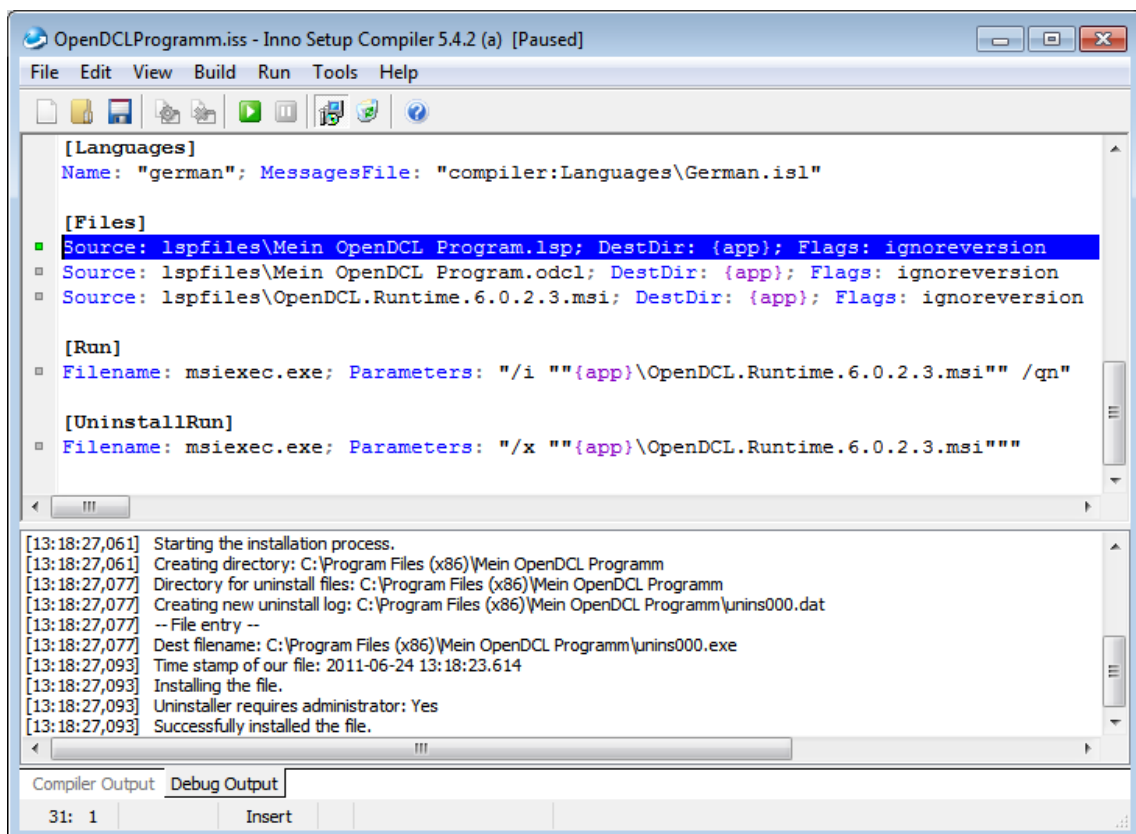 OpenDCLProgramm.iss - Inno Setup Compiler 5.4.2 (a)  [Paused]
File Edit View Build Run Tools Help
[Languages]
Name: "german"; MessagesFile: "compiler:Languages\German.isl"
[Files]
Source: lspfiles\Mein OpenDCL Program.lsp; DestDir: {app}; Flags: ignoreversion
Source: lspfiles\Mein OpenDCL Program.odcl; DestDir: {app}; Flags: ignoreversion
Source: lspfiles\OpenDCL.Runtime.6.0.2.3.msi; DestDir: {app}; Flags: ignoreversion
[Run]
Filename: msiexec.exe; Parameters: "/i ""{app}\OpenDCL.Runtime.6.0.2.3.msi"" /qn"
[UninstallRun]
Filename: msiexec.exe; Parameters: "/x ""{app}\OpenDCL.Runtime.6.0.2.3.msi"""
[13:18:27,061] Starting the installation process.
[13:18:27,061] Creating directory: C:\Program Files (x86)\Mein OpenDCL Programm
[13:18:27,077] Directory for uninstall files: C:\Program Files (x86)\Mein OpenDCL Programm
[13:18:27,077] Creating new uninstall log: C:\Program Files (x86)\Mein OpenDCL Programm\unins000.dat
[13:18:27,077] -- File entry --
[13:18:27,077] Dest filename: C:\Program Files (x86)\Mein OpenDCL Programm\unins000.exe
[13:18:27,093] Time stamp of our file: 2011-06-24 13:18:23.614
[13:18:27,093] Installing the file.
[13:18:27,093] Uninstaller requires administrator: Yes
[13:18:27,093] Successfully installed the file.
Compiler Output Debug Output
31: 1 Insert